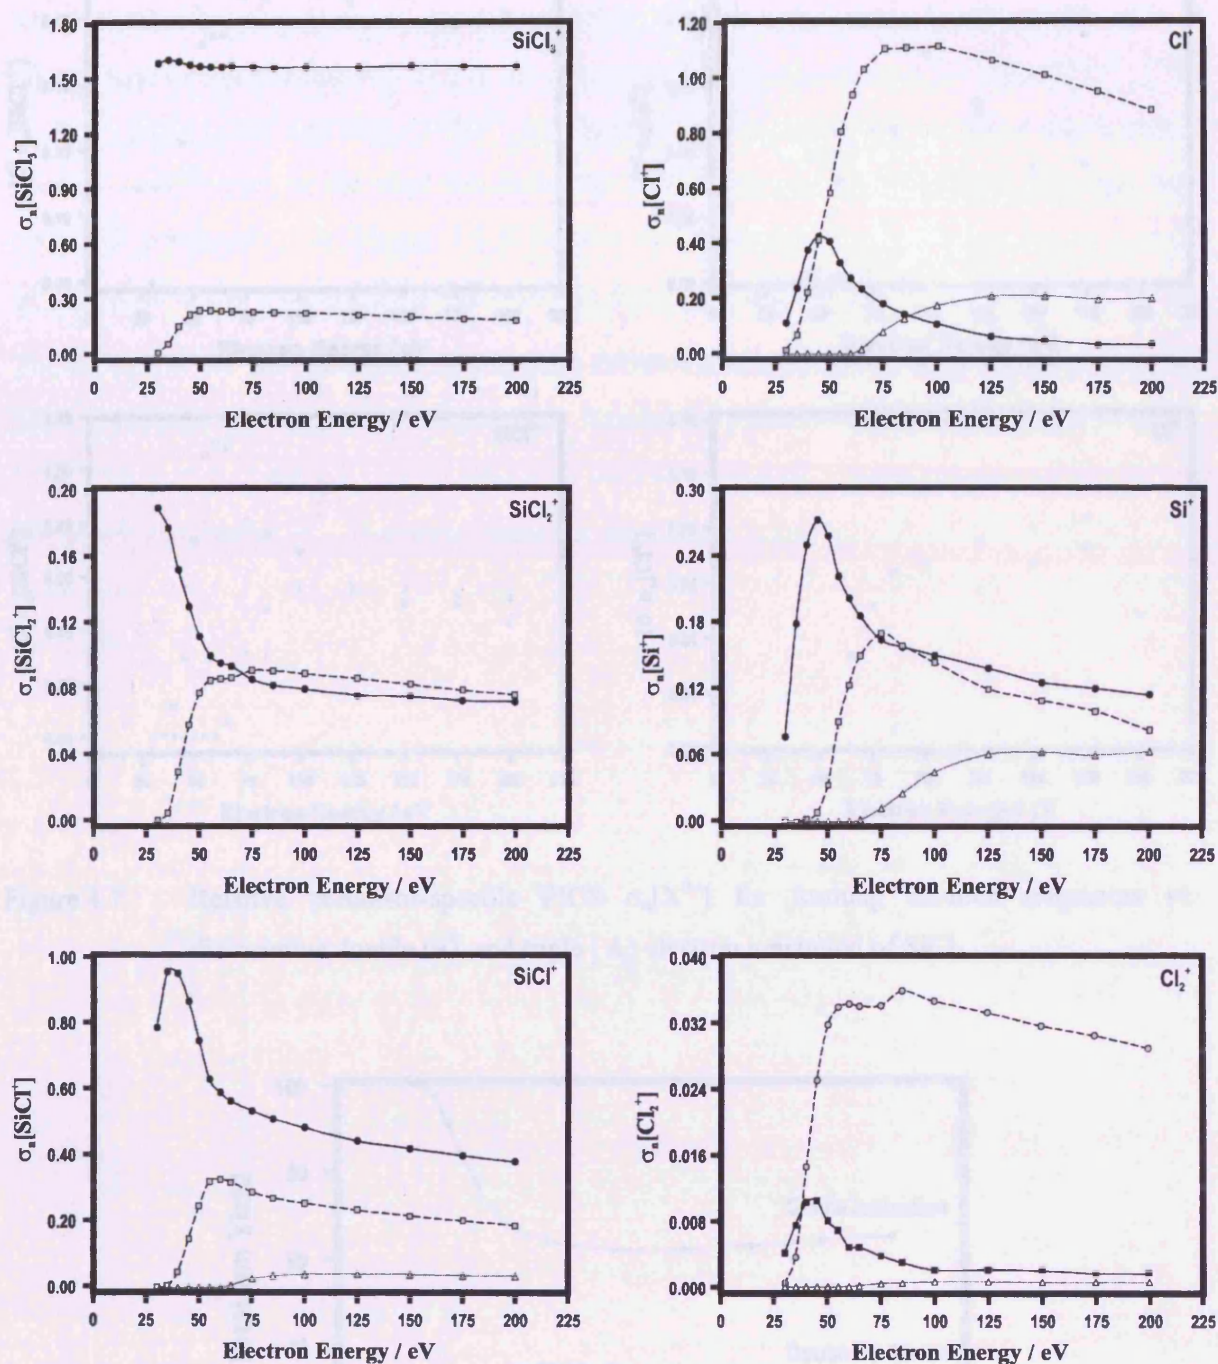 1.80
1.50
1.20
0.90
0.60
0.30
0.00
σₙ[SiCl₃⁺]
SiCl₃⁺
0 25 50 75 100 125 150 175 200 225
Electron Energy / eV
1.20
1.00
0.80
0.60
0.40
0.20
0.00
σₙ[Cl⁺]
Cl⁺
0 25 50 75 100 125 150 175 200 225
Electron Energy / eV
0.20
0.16
0.12
0.08
0.04
0.00
σₙ[SiCl₂⁺]
SiCl₂⁺
0 25 50 75 100 125 150 175 200 225
Electron Energy / eV
0.30
0.24
0.18
0.12
0.06
0.00
σₙ[Si⁺]
Si⁺
0 25 50 75 100 125 150 175 200 225
Electron Energy / eV
1.00
0.80
0.60
0.40
0.20
0.00
σₙ[SiCl⁺]
SiCl⁺
0 25 50 75 100 125 150 175 200 225
Electron Energy / eV
0.040
0.032
0.024
0.016
0.008
0.000
σₙ[Cl₂⁺]
Cl₂⁺
0 25 50 75 100 125 150 175 200 225
Electron Energy / eV